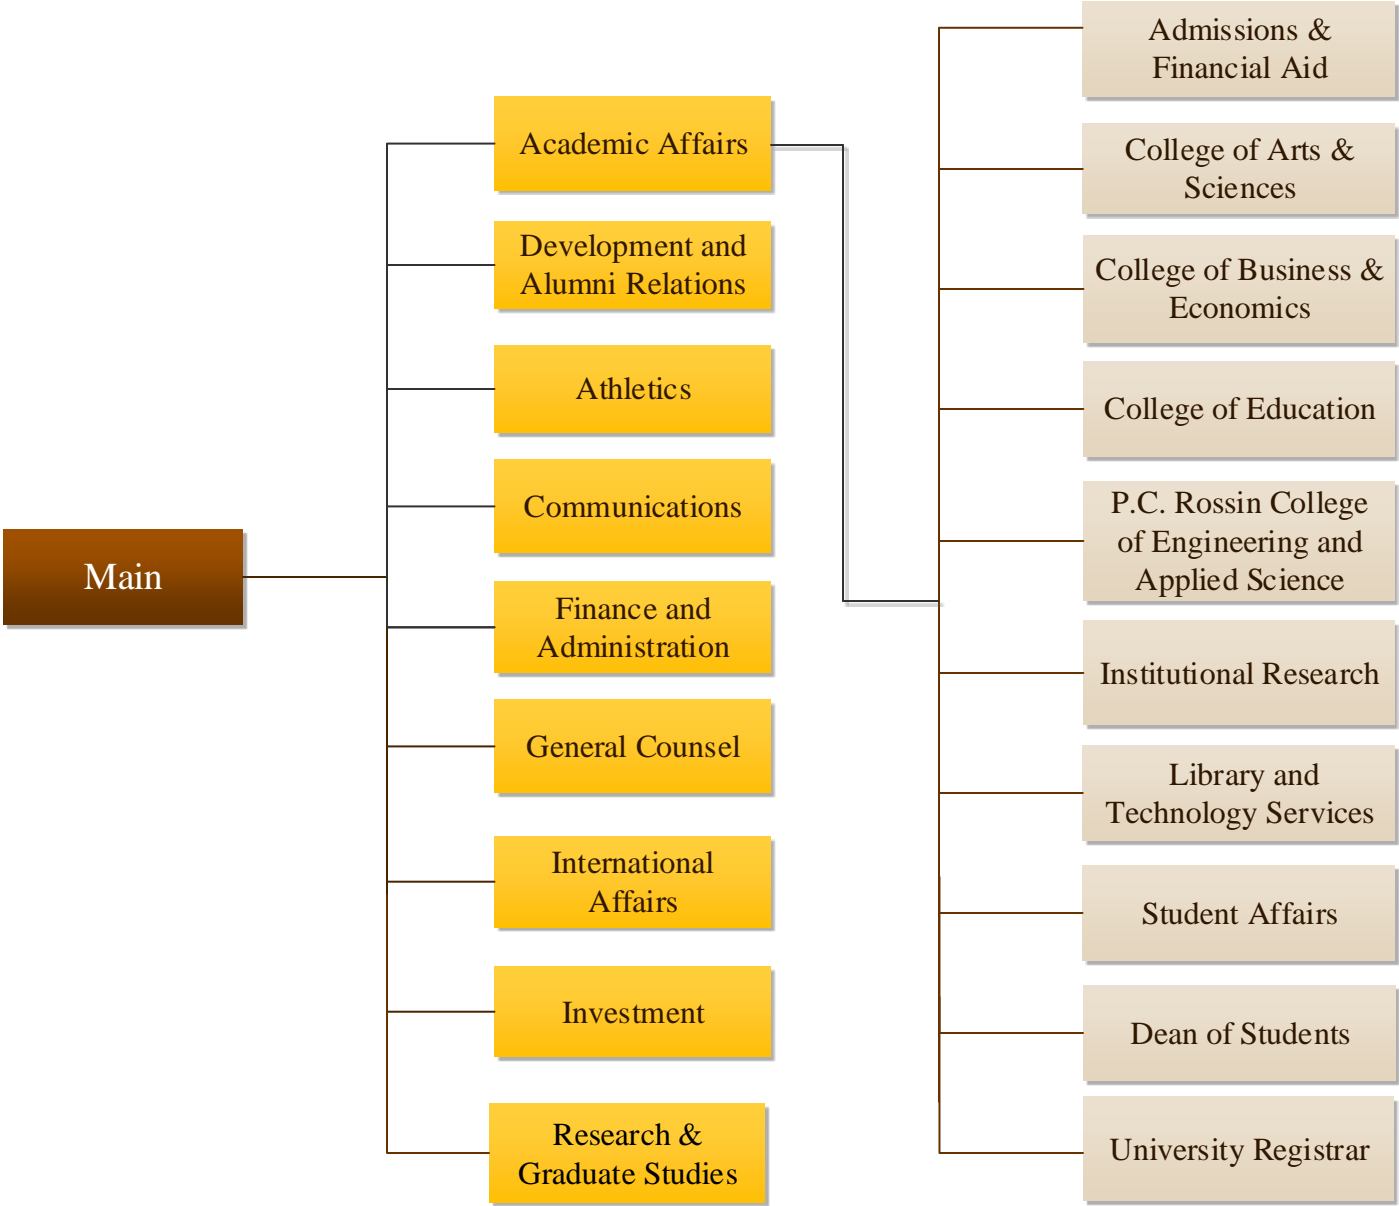 Main
Academic Affairs
Development and
Alumni Relations
Athletics
Communications
Finance and
Administration
General Counsel
International
Affairs
Investment
Research &
Graduate Studies
Admissions &
Financial Aid
College of Arts &
Sciences
College of Business &
Economics
College of Education
P.C. Rossin College
of Engineering and
Applied Science
Institutional Research
Library and
Technology Services
Student Affairs
Dean of Students
University Registrar